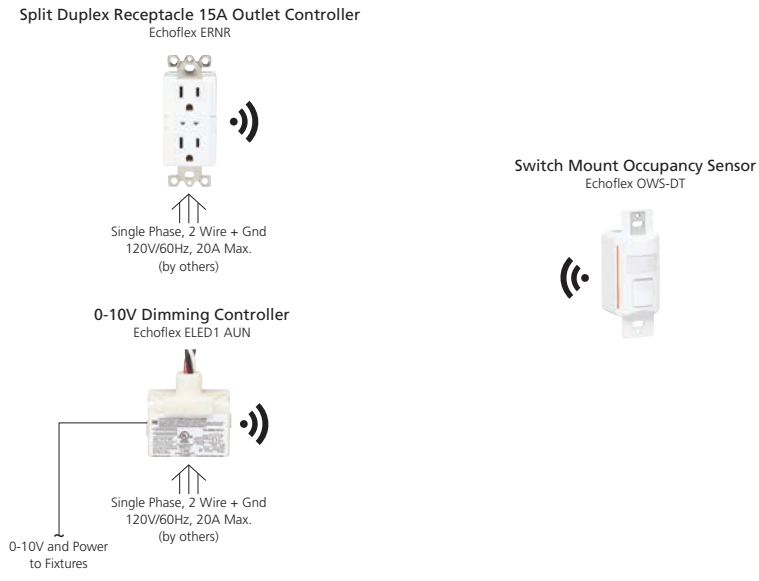 Split Duplex Receptacle 15A Outlet Controller
Echoflex ERNR
Single Phase, 2 Wire + Gnd
120V/60Hz, 20A Max.
(by others)
Switch Mount Occupancy Sensor
Echoflex OWS-DT
0-10V Dimming Controller
Echoflex ELED1 AUN
Single Phase, 2 Wire + Gnd
120V/60Hz, 20A Max.
(by others)
0-10V and Power
to Fixtures